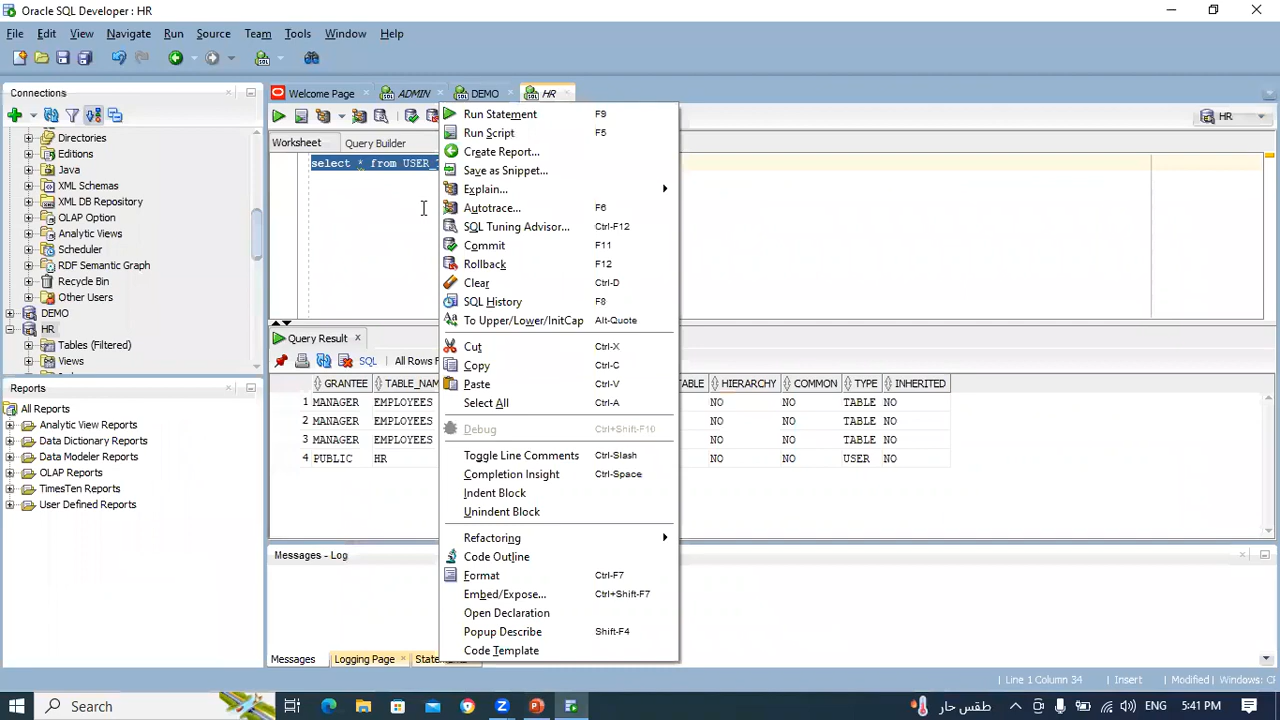 Oracle SQL Developer : HR
File Edit View Navigate Run Source Team Tools Window Help
Connections
Welcome Page ADMIN DEMO HR
HR
Worksheet Query Builder
select * from USER_
Directories
Editions
Java
XML Schemas
XML DB Repository
OLAP Option
Analytic Views
Scheduler
RDF Semantic Graph
Recycle Bin
Other Users
DEMO
HR
Tables (Filtered)
Views
Reports
All Reports
Analytic View Reports
Data Dictionary Reports
Data Modeler Reports
OLAP Reports
TimesTen Reports
User Defined Reports
Run Statement F9
Run Script F5
Create Report...
Save as Snippet...
Explain...
Autotrace... F6
SQL Tuning Advisor... Ctrl-F12
Commit F11
Rollback F12
Clear Ctrl-D
SQL History F8
To Upper/Lower/InitCap Alt-Quote
Cut Ctrl-X
Copy Ctrl-C
Paste Ctrl-V
Select All Ctrl-A
Debug Ctrl+Shift-F10
Toggle Line Comments Ctrl-Slash
Completion Insight Ctrl-Space
Indent Block
Unindent Block
Refactoring
Code Outline
Format Ctrl-F7
Embed/Expose... Ctrl+Shift-F7
Open Declaration
Popup Describe Shift-F4
Code Template
Query Result
SQL All Rows F
GRANTEE TABLE_NAM TABLE HIERARCHY COMMON TYPE INHERITED
1 MANAGER EMPLOYEES NO NO TABLE NO
2 MANAGER EMPLOYEES NO NO TABLE NO
3 MANAGER EMPLOYEES NO NO TABLE NO
4 PUBLIC HR NO NO USER NO
Messages - Log
Messages Logging Page State
Line 1 Column 34 Insert Modified Windows: CF
Search
طقس حار
ENG 5:41 PM